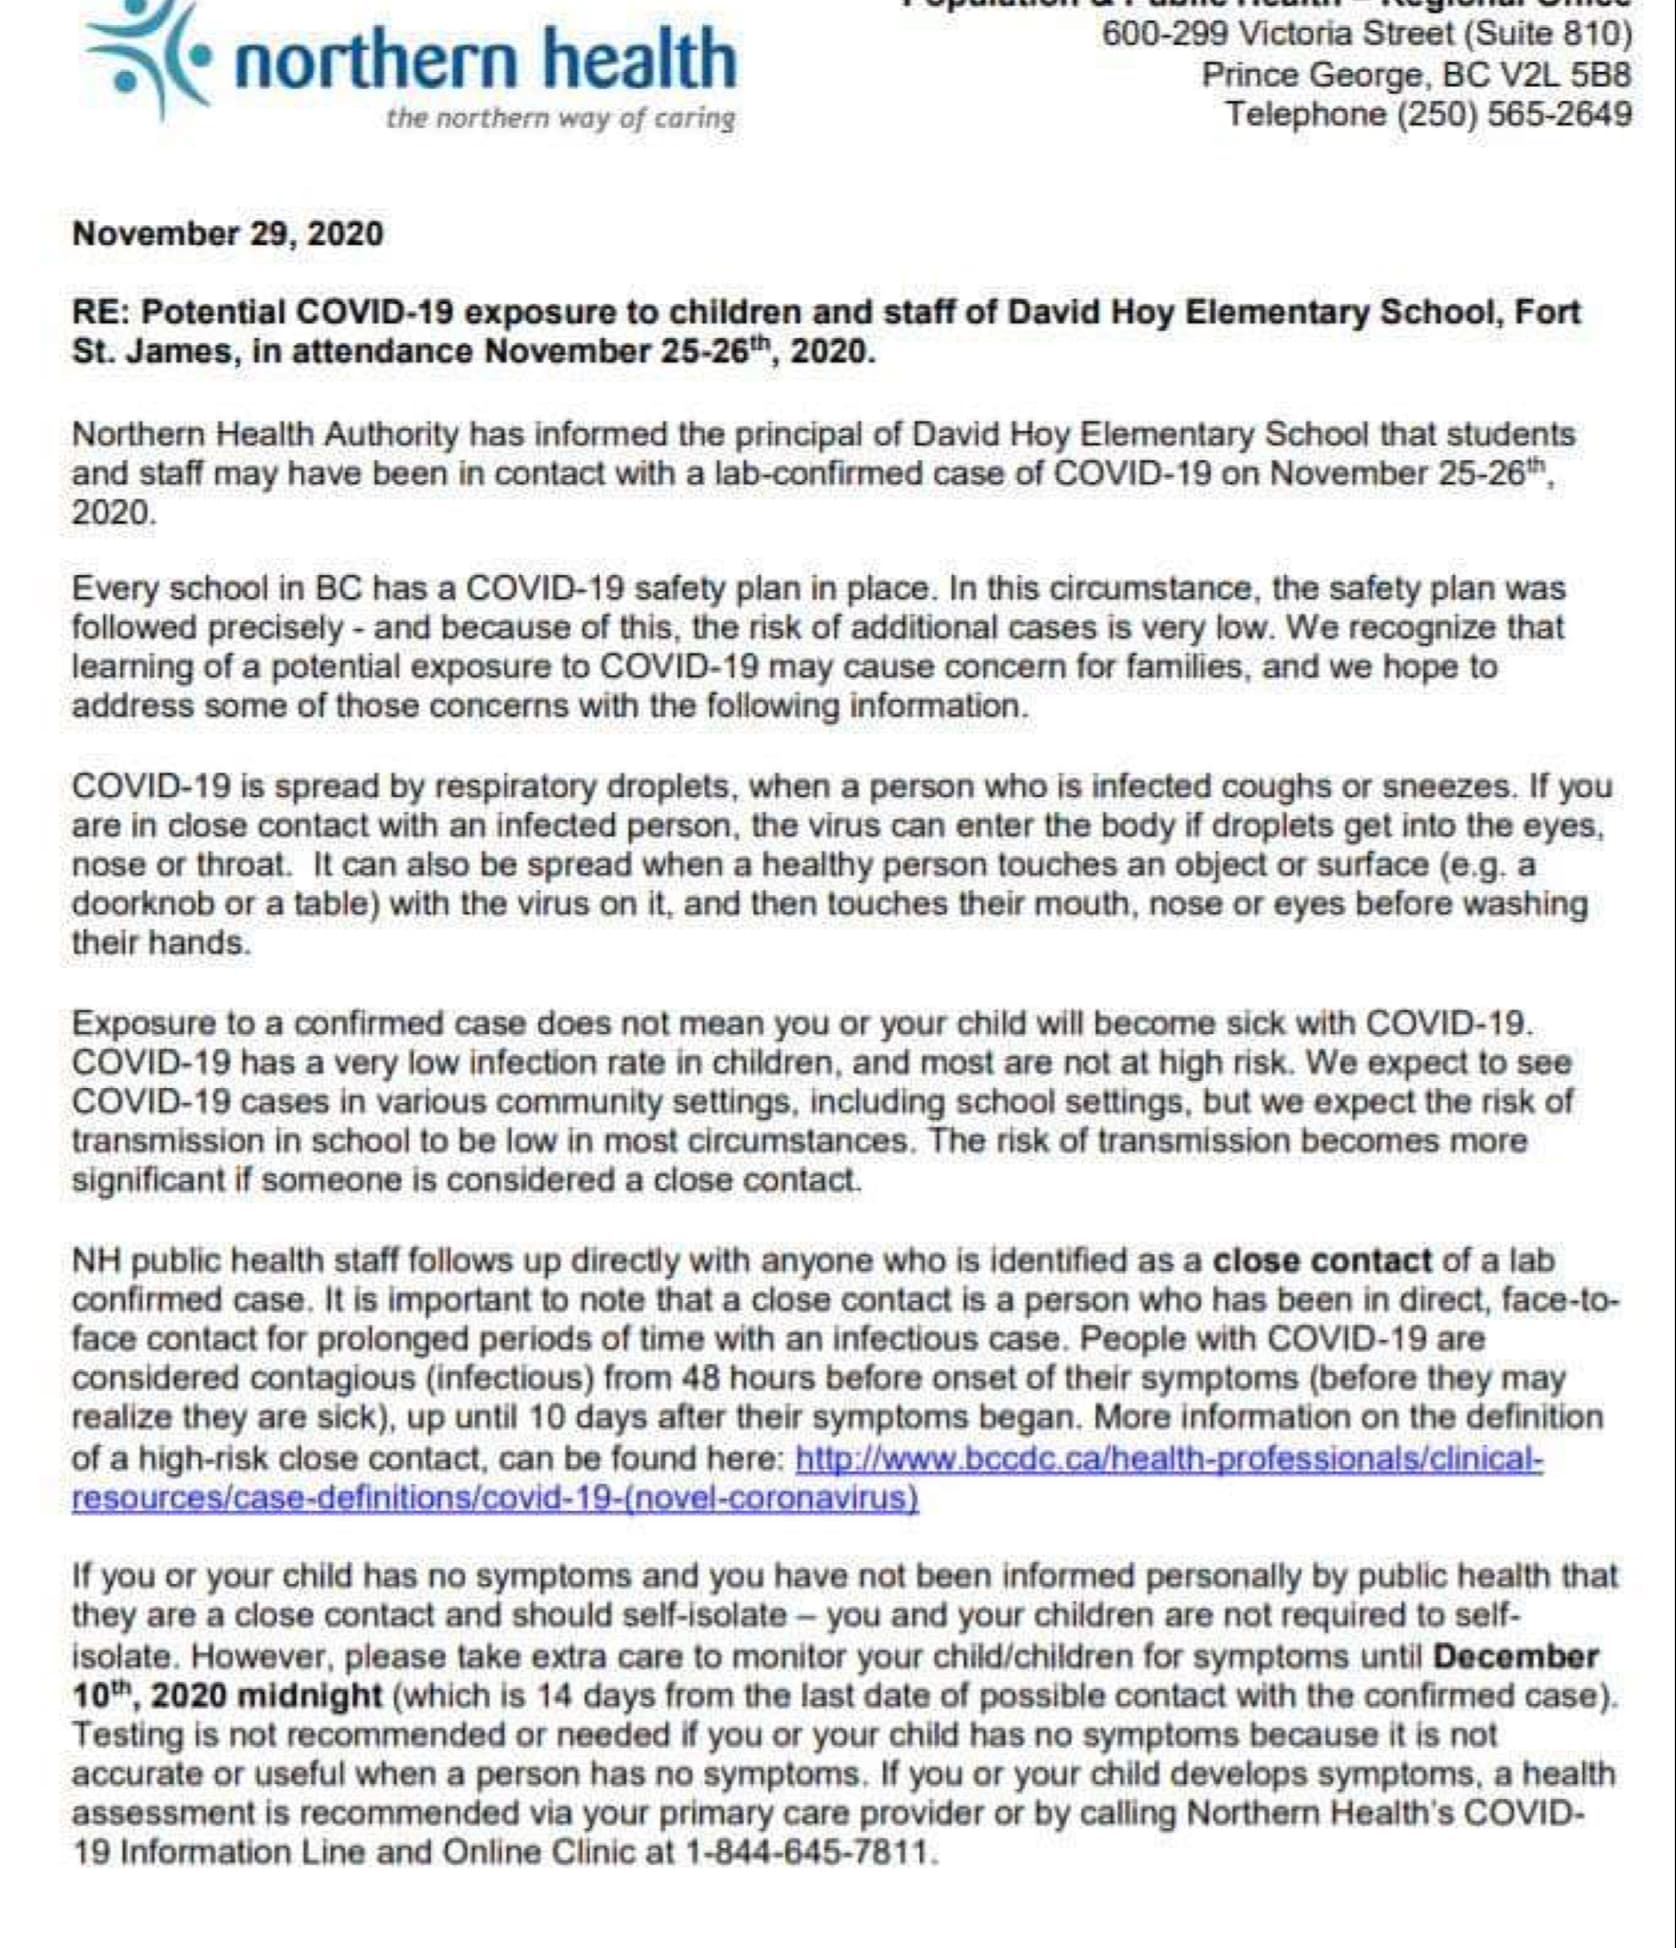 Population & Public Health – Regional Office
northern health
the northern way of caring
600-299 Victoria Street (Suite 810)
Prince George, BC V2L 5B8
Telephone (250) 565-2649
November 29, 2020
RE: Potential COVID-19 exposure to children and staff of David Hoy Elementary School, Fort
St. James, in attendance November 25-26th, 2020.
Northern Health Authority has informed the principal of David Hoy Elementary School that students
and staff may have been in contact with a lab-confirmed case of COVID-19 on November 25-26th,
2020.
Every school in BC has a COVID-19 safety plan in place. In this circumstance, the safety plan was
followed precisely - and because of this, the risk of additional cases is very low. We recognize that
learning of a potential exposure to COVID-19 may cause concern for families, and we hope to
address some of those concerns with the following information.
COVID-19 is spread by respiratory droplets, when a person who is infected coughs or sneezes. If you
are in close contact with an infected person, the virus can enter the body if droplets get into the eyes,
nose or throat.  It can also be spread when a healthy person touches an object or surface (e.g. a
doorknob or a table) with the virus on it, and then touches their mouth, nose or eyes before washing
their hands.
Exposure to a confirmed case does not mean you or your child will become sick with COVID-19.
COVID-19 has a very low infection rate in children, and most are not at high risk. We expect to see
COVID-19 cases in various community settings, including school settings, but we expect the risk of
transmission in school to be low in most circumstances. The risk of transmission becomes more
significant if someone is considered a close contact.
NH public health staff follows up directly with anyone who is identified as a close contact of a lab
confirmed case. It is important to note that a close contact is a person who has been in direct, face-to-
face contact for prolonged periods of time with an infectious case. People with COVID-19 are
considered contagious (infectious) from 48 hours before onset of their symptoms (before they may
realize they are sick), up until 10 days after their symptoms began. More information on the definition
of a high-risk close contact, can be found here: http://www.bccdc.ca/health-professionals/clinical-
resources/case-definitions/covid-19-(novel-coronavirus)
If you or your child has no symptoms and you have not been informed personally by public health that
they are a close contact and should self-isolate – you and your children are not required to self-
isolate. However, please take extra care to monitor your child/children for symptoms until December
10th, 2020 midnight (which is 14 days from the last date of possible contact with the confirmed case).
Testing is not recommended or needed if you or your child has no symptoms because it is not
accurate or useful when a person has no symptoms. If you or your child develops symptoms, a health
assessment is recommended via your primary care provider or by calling Northern Health's COVID-
19 Information Line and Online Clinic at 1-844-645-7811.